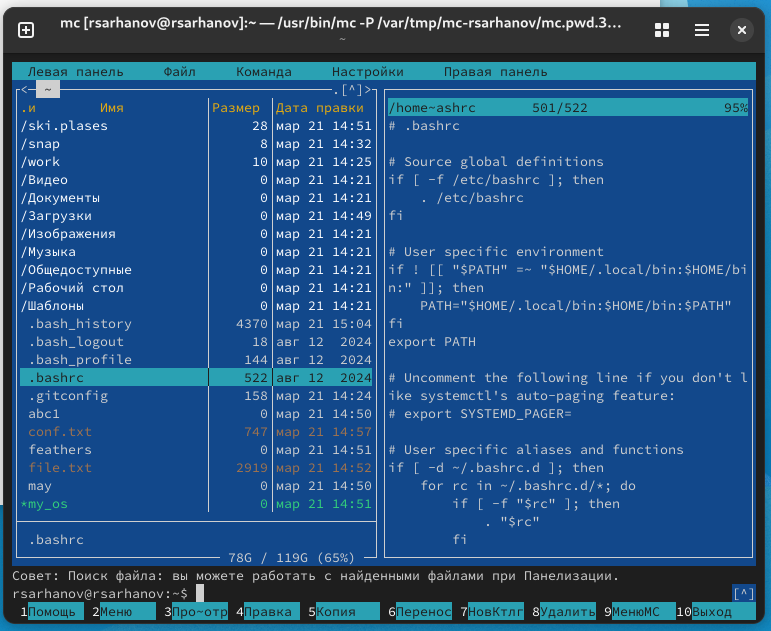 mc [rsarhanov@rsarhanov]:~ — /usr/bin/mc -P /var/tmp/mc-rsarhanov/mc.pwd.3…
~
Левая панель Файл Команда Настройки Правая панель
<─ ~ .[^]>
.и Имя Размер Дата правки
/ski.plases 28 мар 21 14:51
/snap 8 мар 21 14:32
/work 10 мар 21 14:25
/Видео 0 мар 21 14:21
/Документы 0 мар 21 14:21
/Загрузки 0 мар 21 14:49
/Изображения 0 мар 21 14:21
/Музыка 0 мар 21 14:21
/Общедоступные 0 мар 21 14:21
/Рабочий стол 0 мар 21 14:21
/Шаблоны 0 мар 21 14:21
.bash_history 4370 мар 21 15:04
.bash_logout 18 авг 12 2024
.bash_profile 144 авг 12 2024
.bashrc 522 авг 12 2024
.gitconfig 158 мар 21 14:24
abc1 0 мар 21 14:50
conf.txt 747 мар 21 14:57
feathers 0 мар 21 14:51
file.txt 2919 мар 21 14:52
may 0 мар 21 14:50
*my_os 0 мар 21 14:51
.bashrc
78G / 119G (65%)
/home~ashrc 501/522 95%
# .bashrc
# Source global definitions
if [ -f /etc/bashrc ]; then
    . /etc/bashrc
fi
# User specific environment
if ! [[ "$PATH" =~ "$HOME/.local/bin:$HOME/bi
n:" ]]; then
    PATH="$HOME/.local/bin:$HOME/bin:$PATH"
fi
export PATH
# Uncomment the following line if you don't l
ike systemctl's auto-paging feature:
# export SYSTEMD_PAGER=
# User specific aliases and functions
if [ -d ~/.bashrc.d ]; then
    for rc in ~/.bashrc.d/*; do
        if [ -f "$rc" ]; then
            . "$rc"
        fi
Совет: Поиск файла: вы можете работать с найденными файлами при Панелизации.
rsarhanov@rsarhanov:~$ [^]
1Помощь 2Меню 3Про~отр 4Правка 5Копия 6Перенос 7НовКтлг 8Удалить 9МенюМС 10Выход